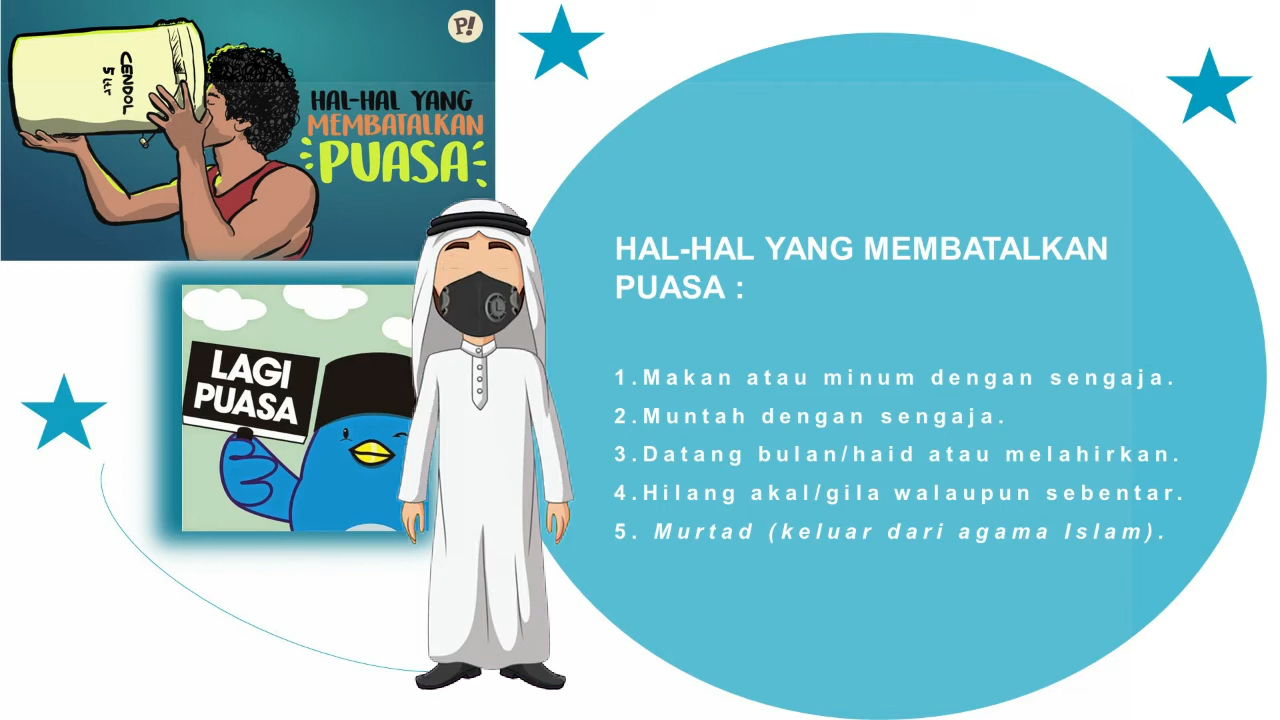 P!
CENDOL
5 Ltr
HAL-HAL YANG
MEMBATALKAN
PUASA
LAGI
PUASA
L
HAL-HAL YANG MEMBATALKAN
PUASA :
1.Makan atau minum dengan sengaja.
2.Muntah dengan sengaja.
3.Datang bulan/haid atau melahirkan.
4.Hilang akal/gila walaupun sebentar.
5. Murtad (keluar dari agama Islam).